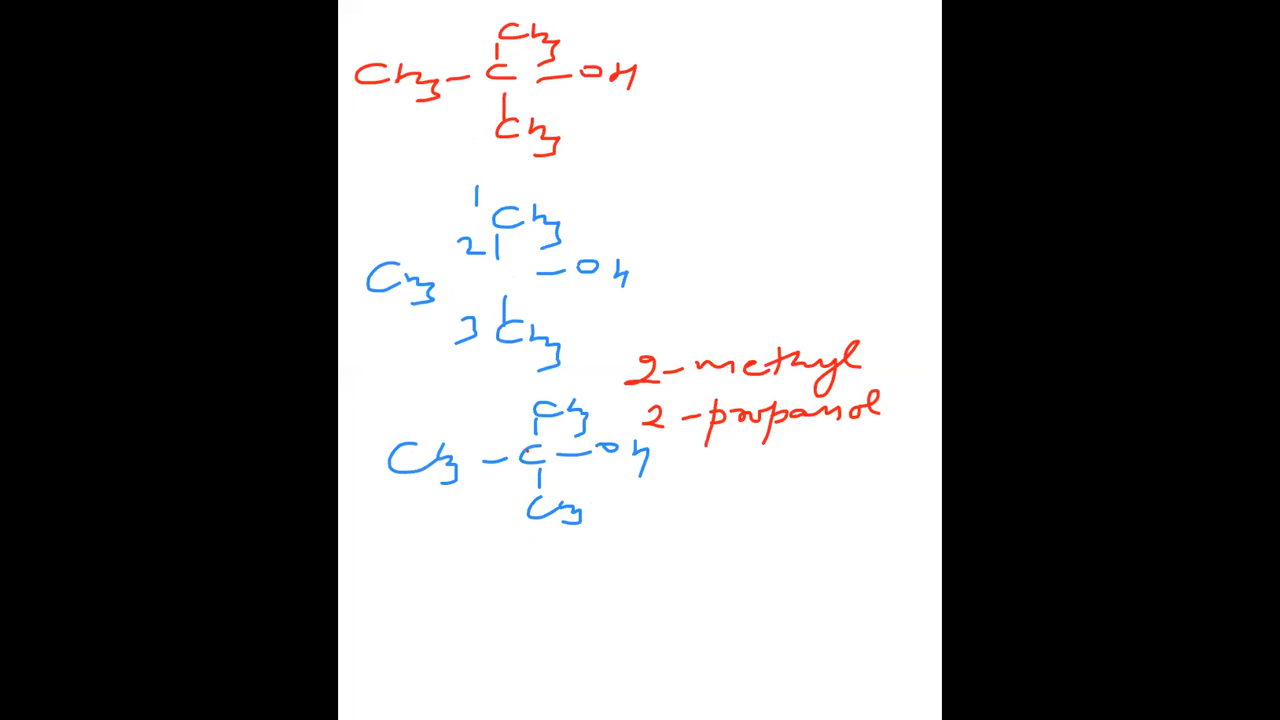 CH3
CH3 - C - OH
CH3
1 CH3
2 - OH
CH3
3 CH3
2-methyl
2-propanol
CH3
CH3 - C - OH
CH3